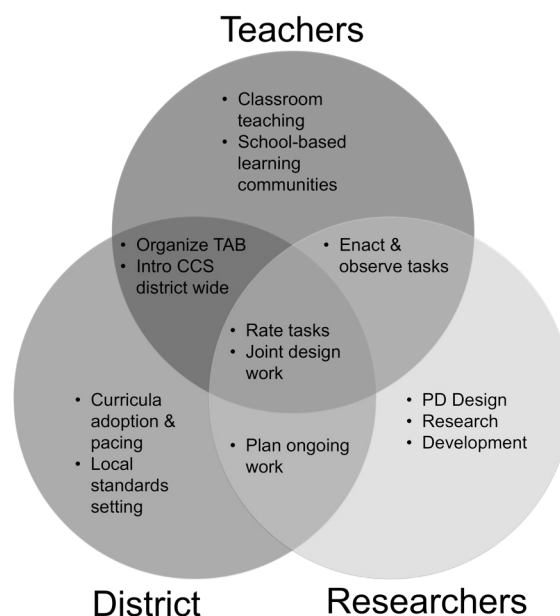 Teachers
• Classroom
teaching
• School-based
learning
communities
• Organize TAB
• Intro CCS
district wide
• Enact &
observe tasks
• Rate tasks
• Joint design
work
• Curricula
adoption &
pacing
• Local
standards
setting
• Plan ongoing
work
• PD Design
• Research
• Development
District
Researchers